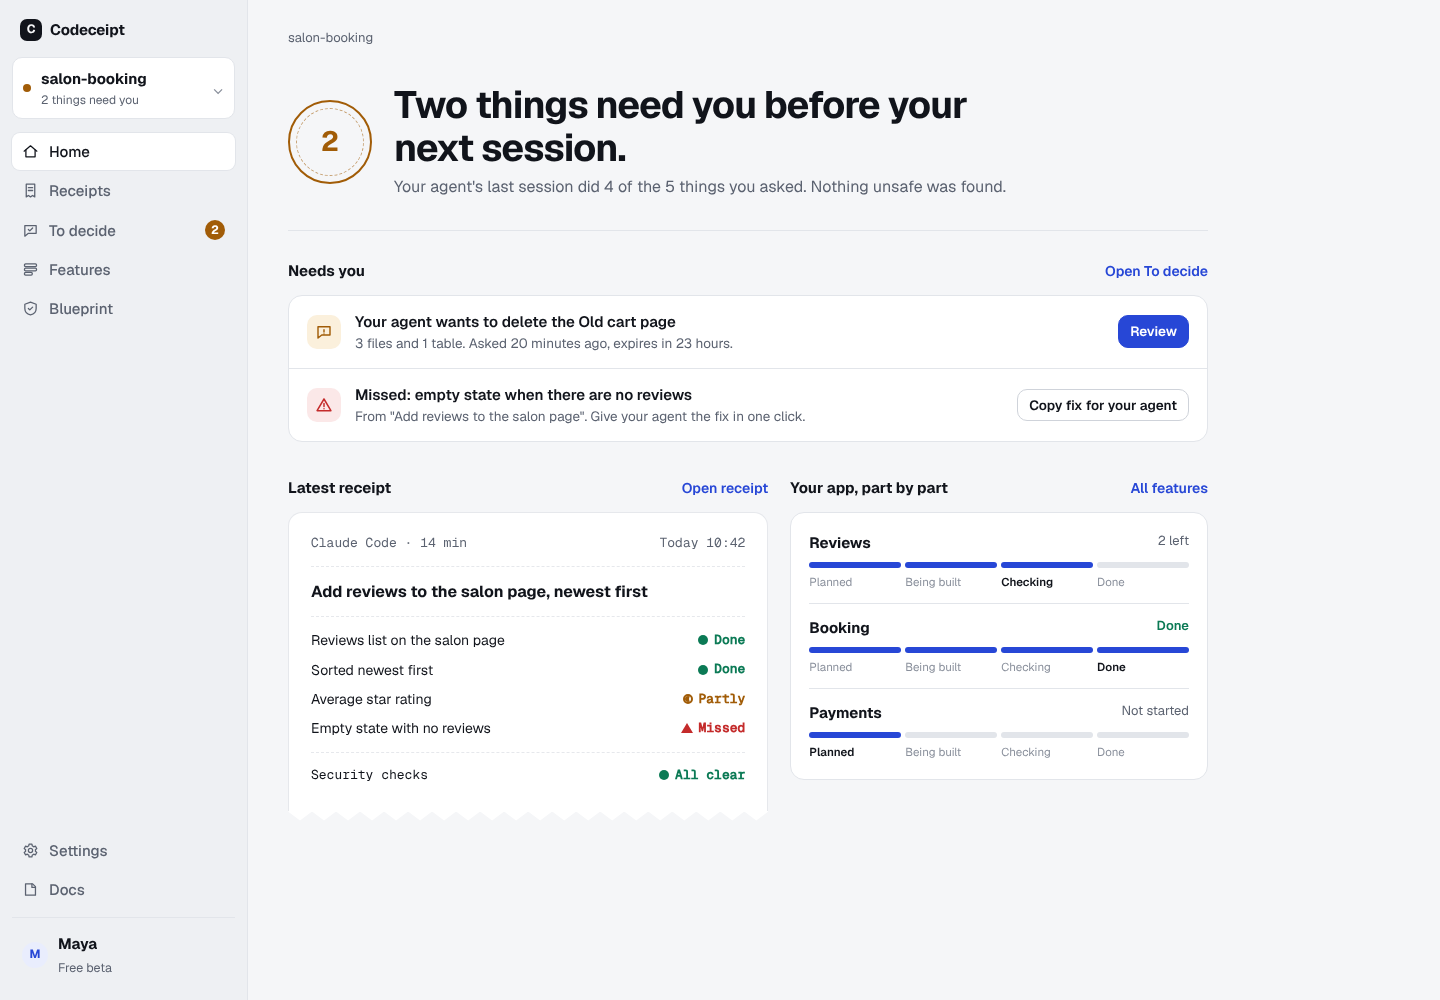 C Codeceipt
salon-booking
2 things need you
Home
Receipts
To decide 2
Features
Blueprint
Settings
Docs
M
Maya
Free beta
salon-booking
2
Two things need you before your
next session.
Your agent's last session did 4 of the 5 things you asked. Nothing unsafe was found.
Needs you Open To decide
Your agent wants to delete the Old cart page
3 files and 1 table. Asked 20 minutes ago, expires in 23 hours.
Review
Missed: empty state when there are no reviews
From "Add reviews to the salon page". Give your agent the fix in one click.
Copy fix for your agent
Latest receipt Open receipt
Claude Code · 14 min Today 10:42
Add reviews to the salon page, newest first
Reviews list on the salon page Done
Sorted newest first Done
Average star rating Partly
Empty state with no reviews Missed
Security checks All clear
Your app, part by part All features
Reviews 2 left
Planned Being built Checking Done
Booking Done
Planned Being built Checking Done
Payments Not started
Planned Being built Checking Done